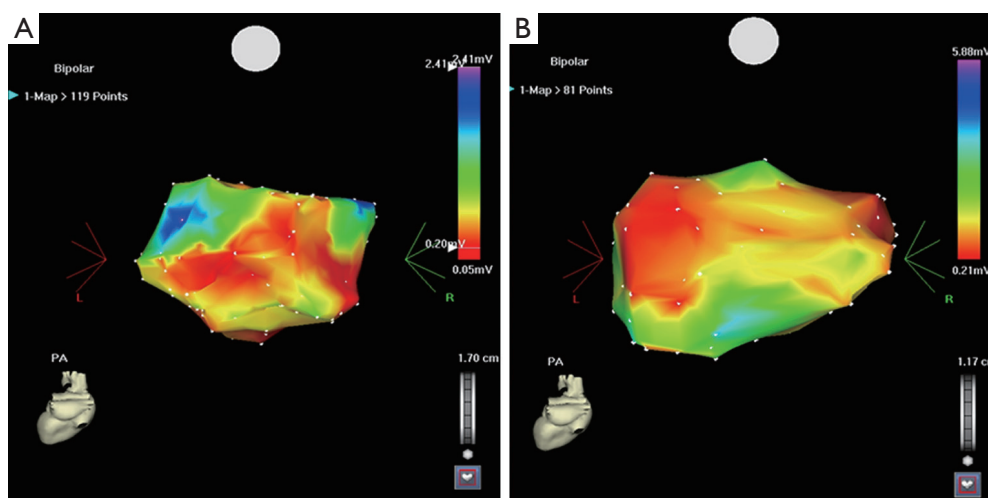 A
Bipolar
1-Map > 119 Points
2.41mV
2.41mV
0.20mV
0.05mV
L
R
PA
1.70 cm
B
Bipolar
1-Map > 81 Points
5.88mV
0.21mV
L
R
PA
1.17 c